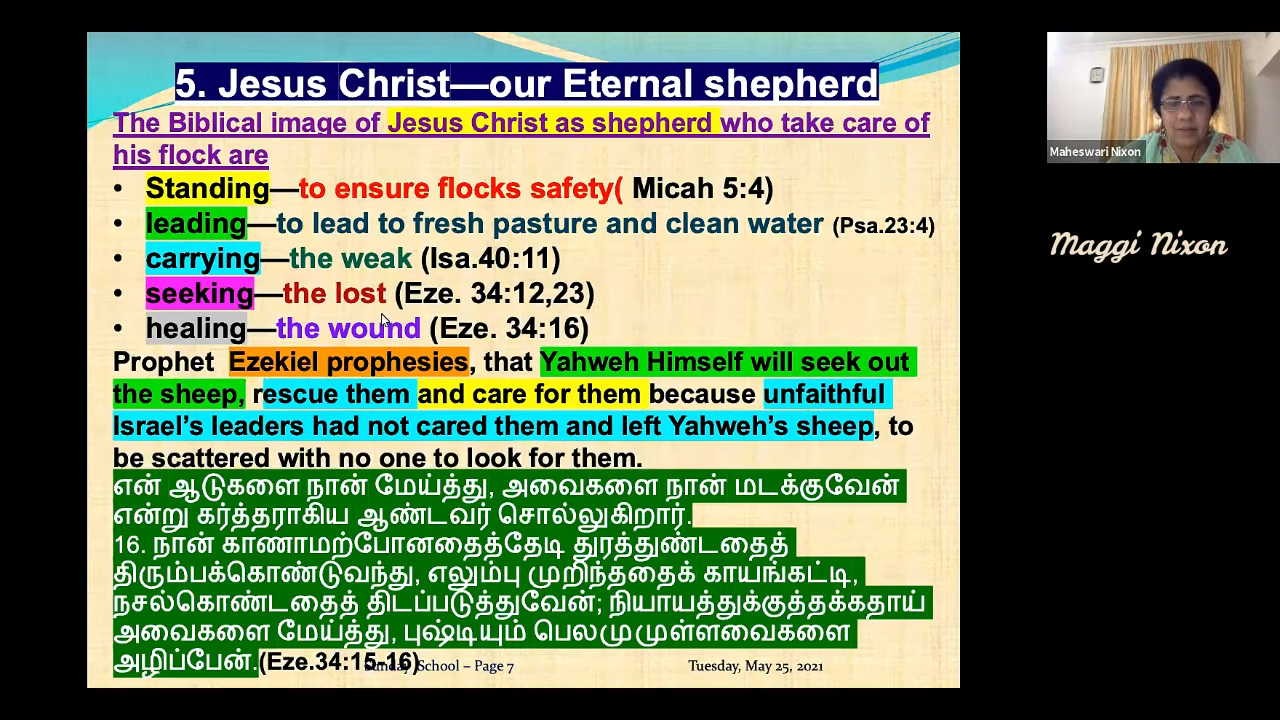 5. Jesus Christ—our Eternal shepherd
The Biblical image of Jesus Christ as shepherd who take care of
his flock are
• Standing—to ensure flocks safety( Micah 5:4)
• leading—to lead to fresh pasture and clean water (Psa.23:4)
• carrying—the weak (Isa.40:11)
• seeking—the lost (Eze. 34:12,23)
• healing—the wound (Eze. 34:16)
Prophet Ezekiel prophesies, that Yahweh Himself will seek out
the sheep, rescue them and care for them because unfaithful
Israel's leaders had not cared them and left Yahweh's sheep, to
be scattered with no one to look for them.
என் ஆடுகளை நான் மேய்த்து, அவைகளை நான் மடக்குவேன்
என்று கர்த்தராகிய ஆண்டவர் சொல்லுகிறார்.
16. நான் காணாமற்போனதைத்தேடி துரத்துண்டதைத்
திரும்பக்கொண்டுவந்து, எலும்பு முறிந்ததைக் காயங்கட்டி,
நசல்கொண்டதைத் திடப்படுத்துவேன்; நியாயத்துக்குத்தக்கதாய்
அவைகளை மேய்த்து, புஷ்டியும் பெலமுமுள்ளவைகளை
அழிப்பேன்.(Eze.34:15-16)
Sunday School – Page 7
Tuesday, May 25, 2021
Maheswari Nixon
Maggi Nixon